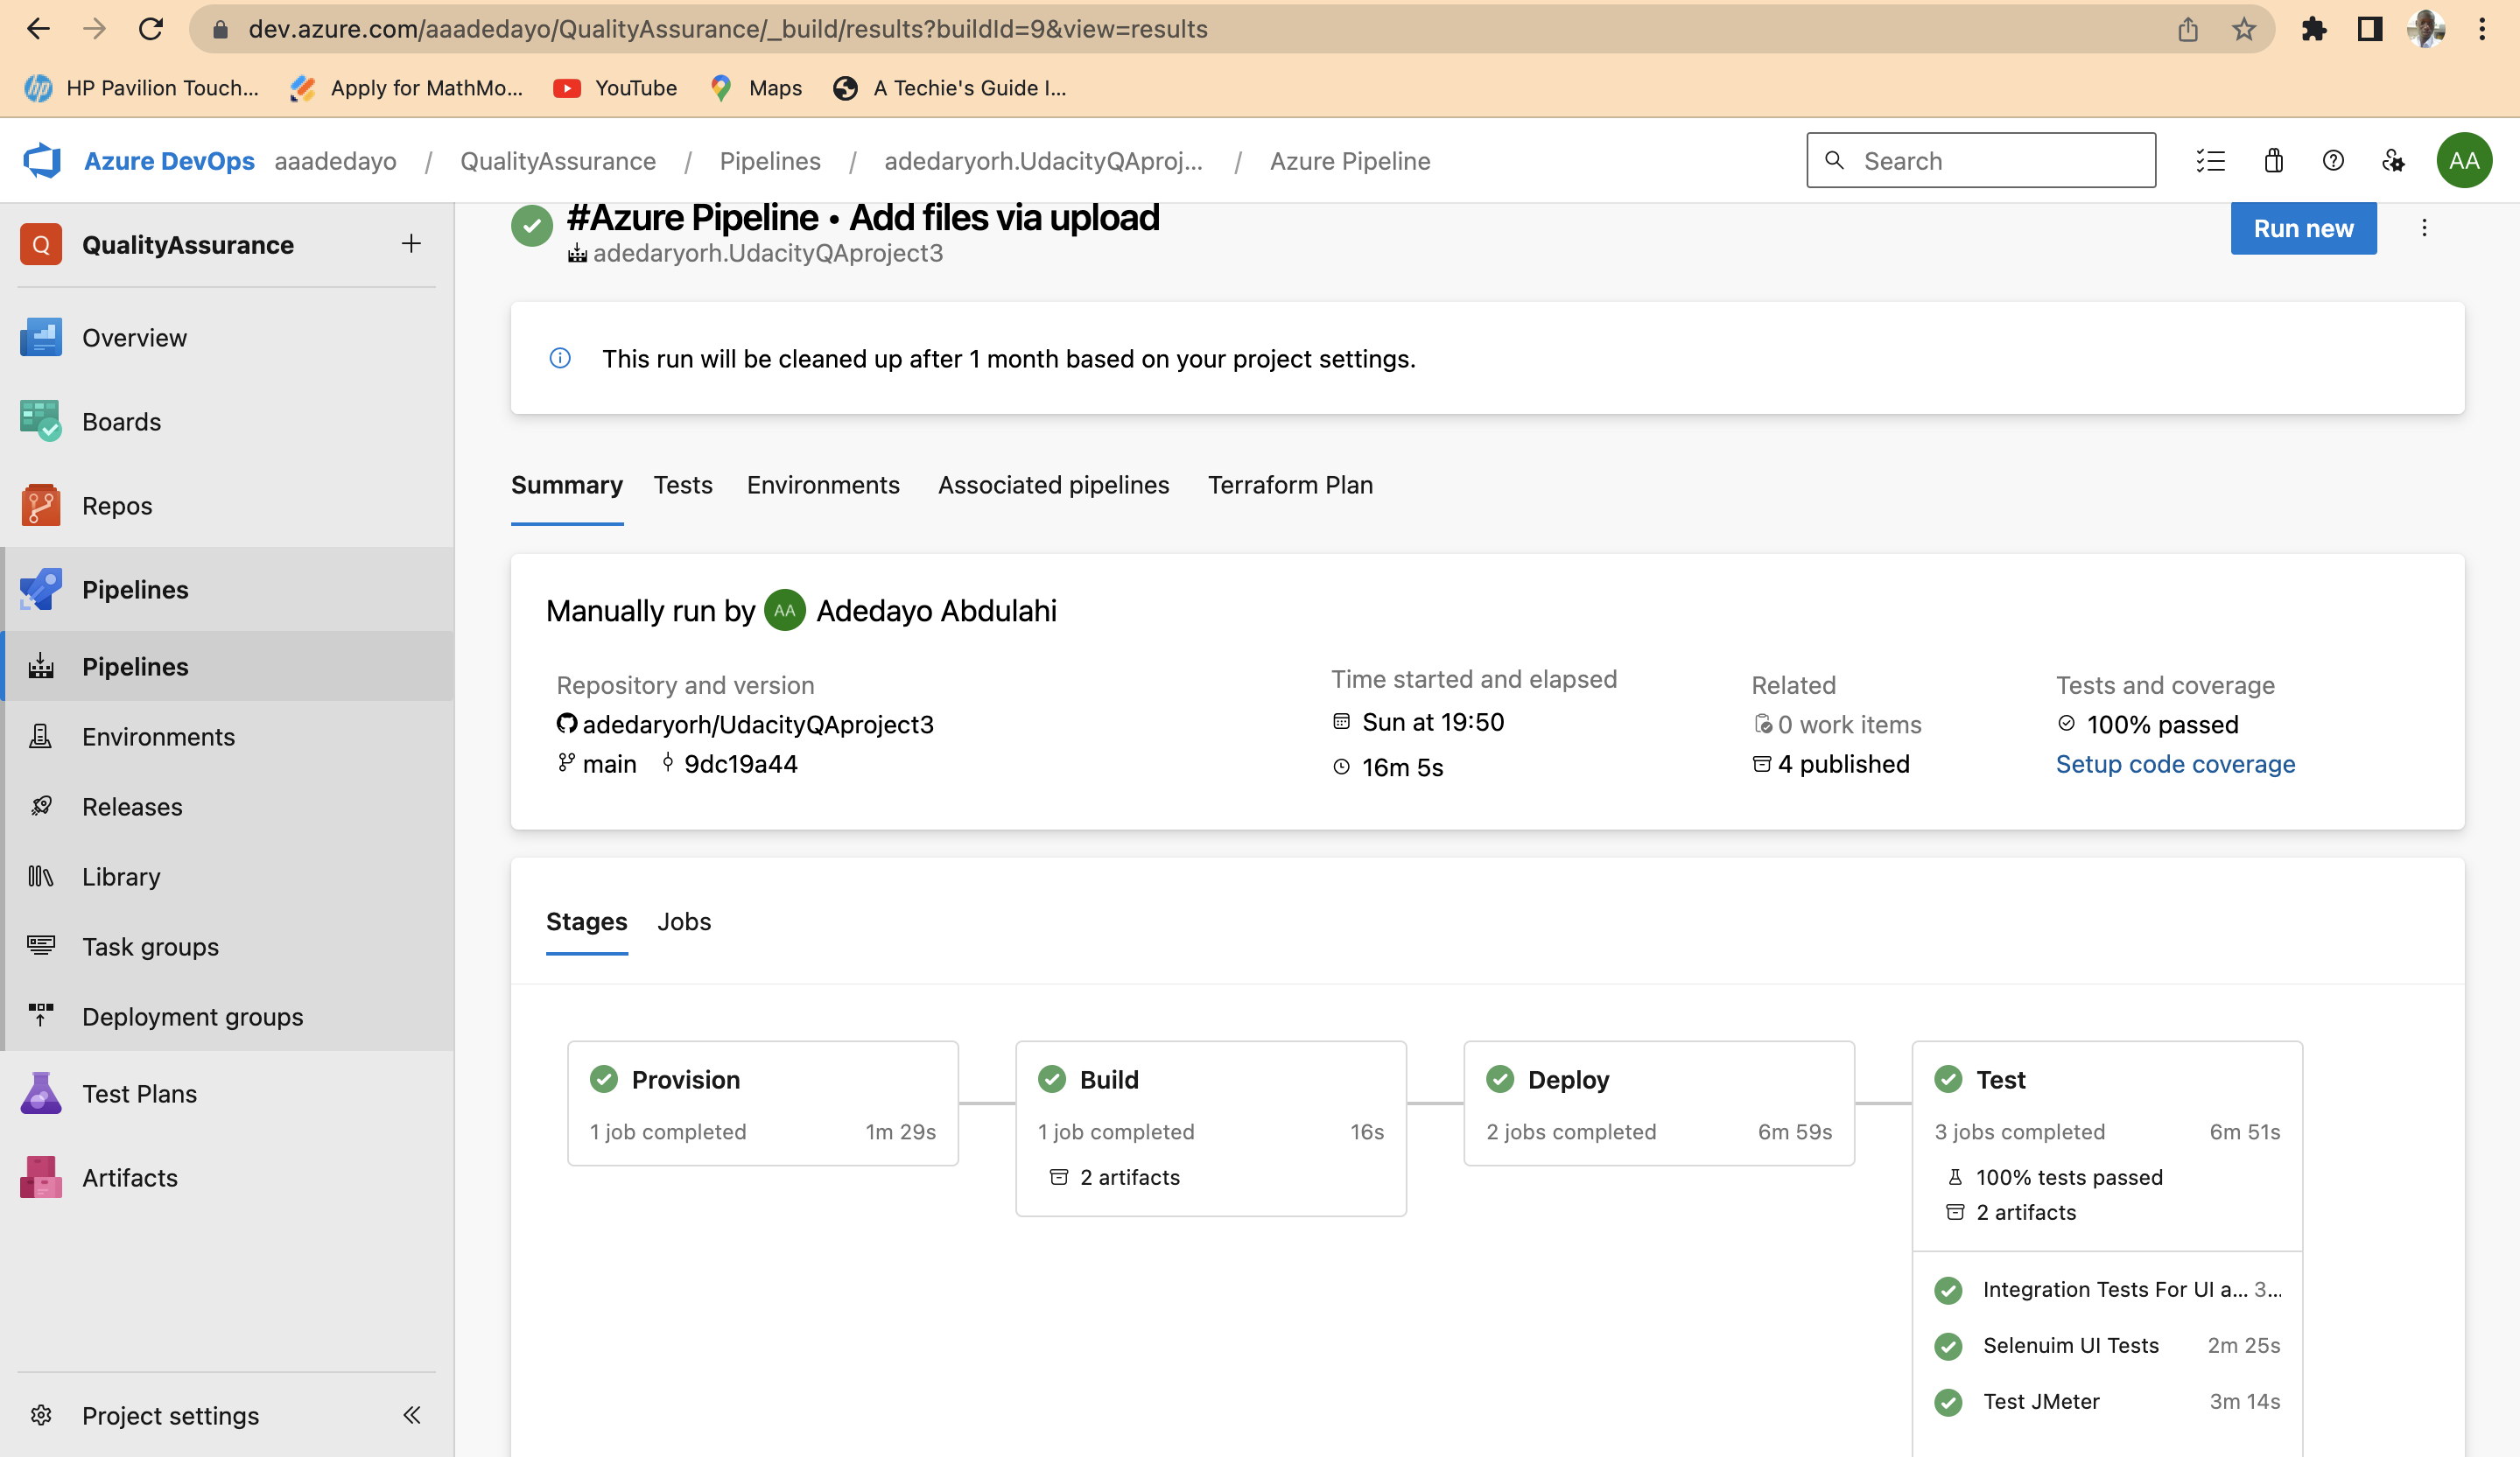 dev.azure.com/aaadedayo/QualityAssurance/_build/results?buildId=9&view=results
HP Pavilion Touch... Apply for MathMo... YouTube Maps A Techie's Guide I...
Azure DevOps aaadedayo / QualityAssurance / Pipelines / adedaryorh.UdacityQAproj... / Azure Pipeline Search AA
Q QualityAssurance +
#Azure Pipeline • Add files via upload
adedaryorh.UdacityQAproject3
Run new
Overview
Boards
Repos
Pipelines
Pipelines
Environments
Releases
Library
Task groups
Deployment groups
Test Plans
Artifacts
Project settings
This run will be cleaned up after 1 month based on your project settings.
Summary Tests Environments Associated pipelines Terraform Plan
Manually run by AA Adedayo Abdulahi
Repository and version
adedaryorh/UdacityQAproject3
main 9dc19a44
Time started and elapsed
Sun at 19:50
16m 5s
Related
0 work items
4 published
Tests and coverage
100% passed
Setup code coverage
Stages Jobs
Provision
1 job completed 1m 29s
Build
1 job completed 16s
2 artifacts
Deploy
2 jobs completed 6m 59s
Test
3 jobs completed 6m 51s
100% tests passed
2 artifacts
Integration Tests For UI a... 3...
Selenuim UI Tests 2m 25s
Test JMeter 3m 14s